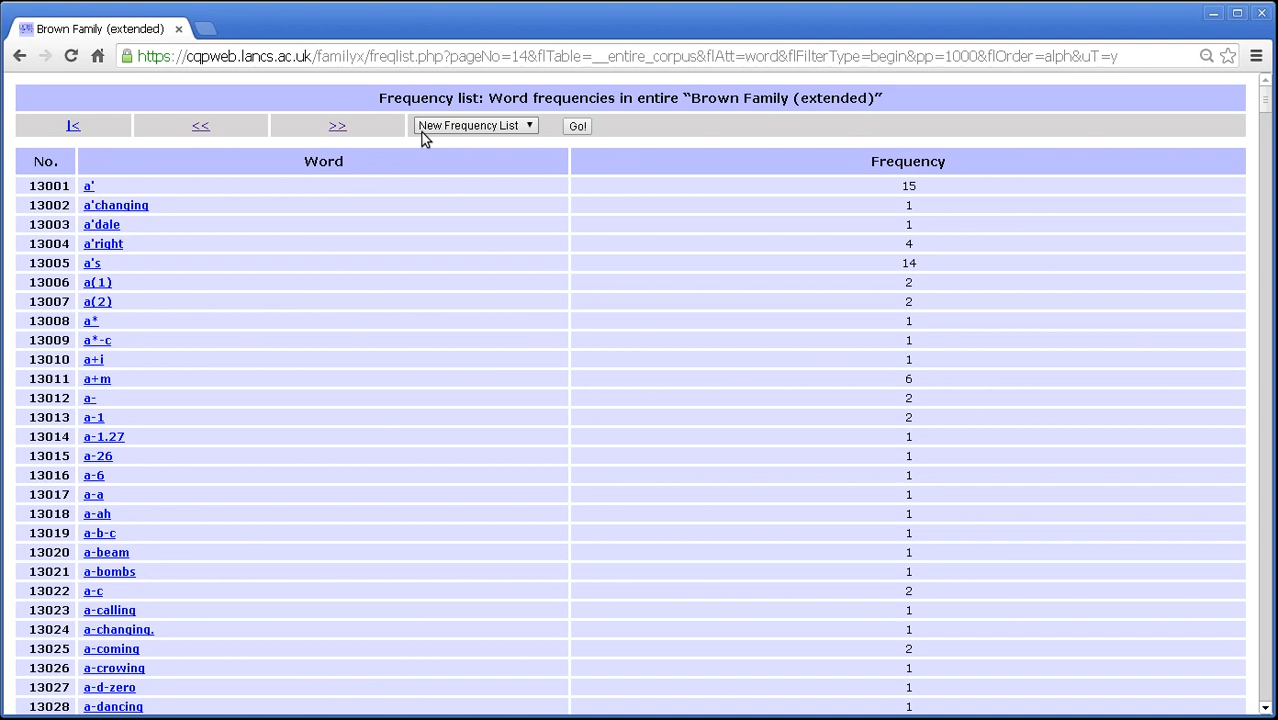 Brown Family (extended) ×
https://cqpweb.lancs.ac.uk/familyx/freqlist.php?pageNo=14&flTable=__entire_corpus&flAtt=word&flFilterType=begin&pp=1000&flOrder=alph&uT=y
Frequency list: Word frequencies in entire “Brown Family (extended)”
|< << >> New Frequency List Go!
No. Word Frequency
13001 a' 15
13002 a'changing 1
13003 a'dale 1
13004 a'right 4
13005 a's 14
13006 a(1) 2
13007 a(2) 2
13008 a* 1
13009 a*-c 1
13010 a+i 1
13011 a+m 6
13012 a- 2
13013 a-1 2
13014 a-1.27 1
13015 a-26 1
13016 a-6 1
13017 a-a 1
13018 a-ah 1
13019 a-b-c 1
13020 a-beam 1
13021 a-bombs 1
13022 a-c 2
13023 a-calling 1
13024 a-changing. 1
13025 a-coming 2
13026 a-crowing 1
13027 a-d-zero 1
13028 a-dancing 1